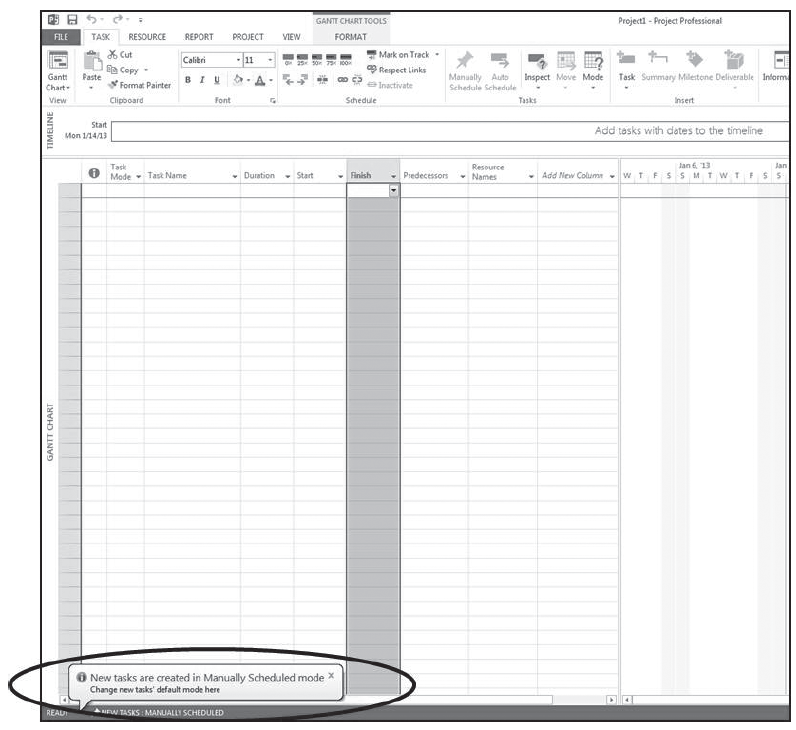 GANTT CHART TOOLS
Project1 - Project Professional
FILE TASK RESOURCE REPORT PROJECT VIEW FORMAT
Gantt Chart
View
Paste
Cut
Copy
Format Painter
Clipboard
Calibri 11
B I U A
Font
0% 25% 50% 75% 100%
Mark on Track
Respect Links
Inactivate
Schedule
Manually Schedule
Auto Schedule
Inspect Move Mode
Tasks
Task Summary Milestone Deliverable
Insert
Informa
TIMELINE
Start
Mon 1/14/13
Add tasks with dates to the timeline
Task Mode
Task Name
Duration
Start
Finish
Predecessors
Resource Names
Add New Column
Jan 6, '13
Jan
W T F S S M T W T F S S
GANTT CHART
New tasks are created in Manually Scheduled mode x
Change new tasks' default mode here
READY
NEW TASKS : MANUALLY SCHEDULED